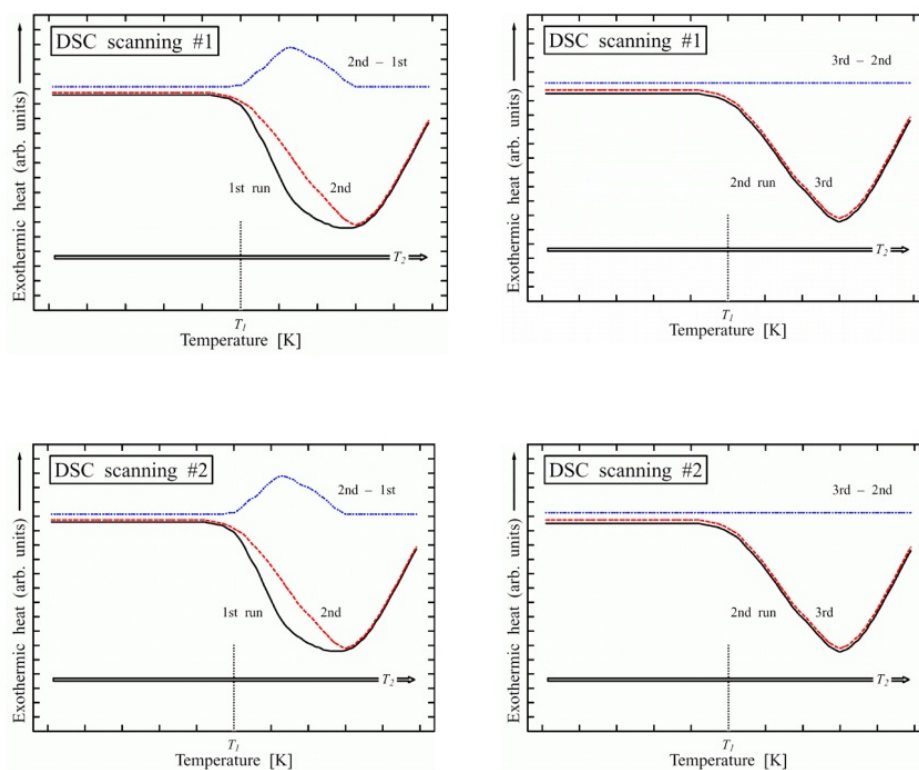 DSC scanning #1
2nd – 1st
1st run
2nd
T2
T1
Temperature [K]
Exothermic heat (arb. units)
DSC scanning #1
3rd – 2nd
2nd run
3rd
T2
T1
Temperature [K]
Exothermic heat (arb. units)
DSC scanning #2
2nd – 1st
1st run
2nd
T2
T1
Temperature [K]
Exothermic heat (arb. units)
DSC scanning #2
3rd – 2nd
2nd run
3rd
T2
T1
Temperature [K]
Exothermic heat (arb. units)